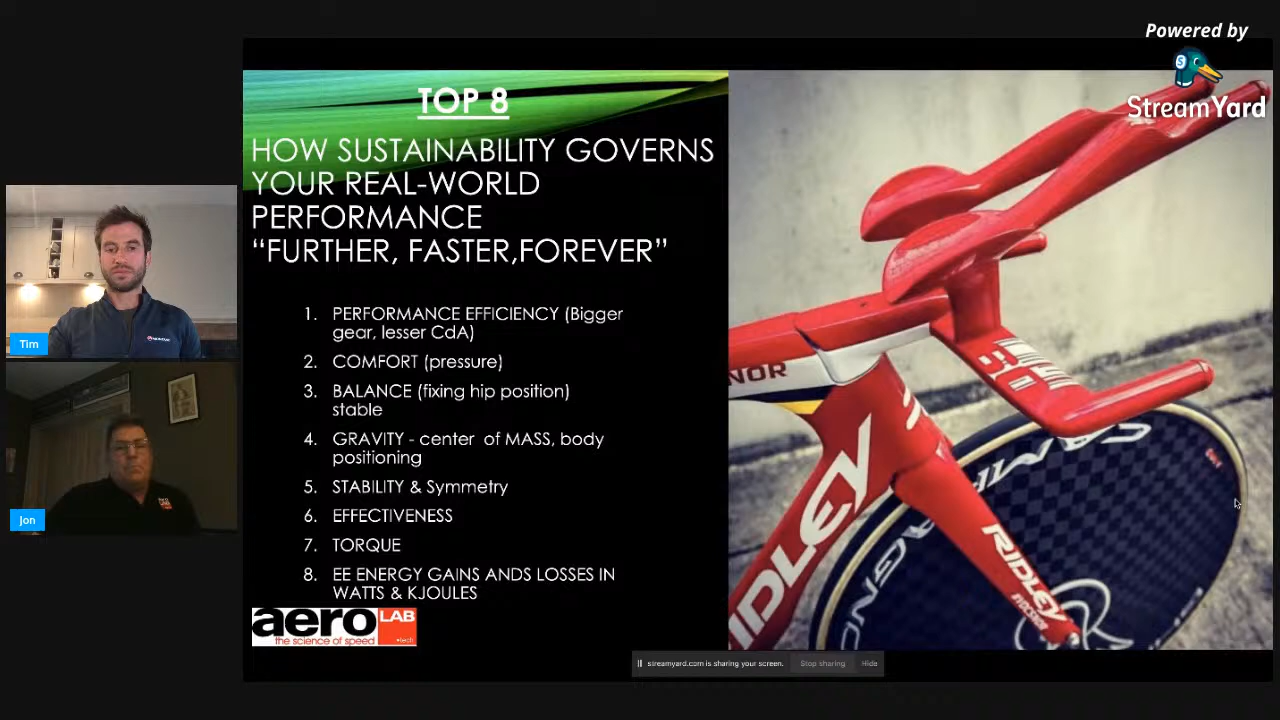 Powered by
StreamYard
TOP 8
HOW SUSTAINABILITY GOVERNS
YOUR REAL-WORLD
PERFORMANCE
“FURTHER, FASTER,FOREVER”
1. PERFORMANCE EFFICIENCY (Bigger
gear, lesser CdA)
2. COMFORT (pressure)
3. BALANCE (fixing hip position)
stable
4. GRAVITY - center of MASS, body
positioning
5. STABILITY & Symmetry
6. EFFECTIVENESS
7. TORQUE
8. EE ENERGY GAINS ANDS LOSSES IN
WATTS & KJOULES
aero LAB
the science of speed •tech
NOR
RIDLEY
RIDLEY
Tim
Jon
streamyard.com is sharing your screen. Stop sharing Hide